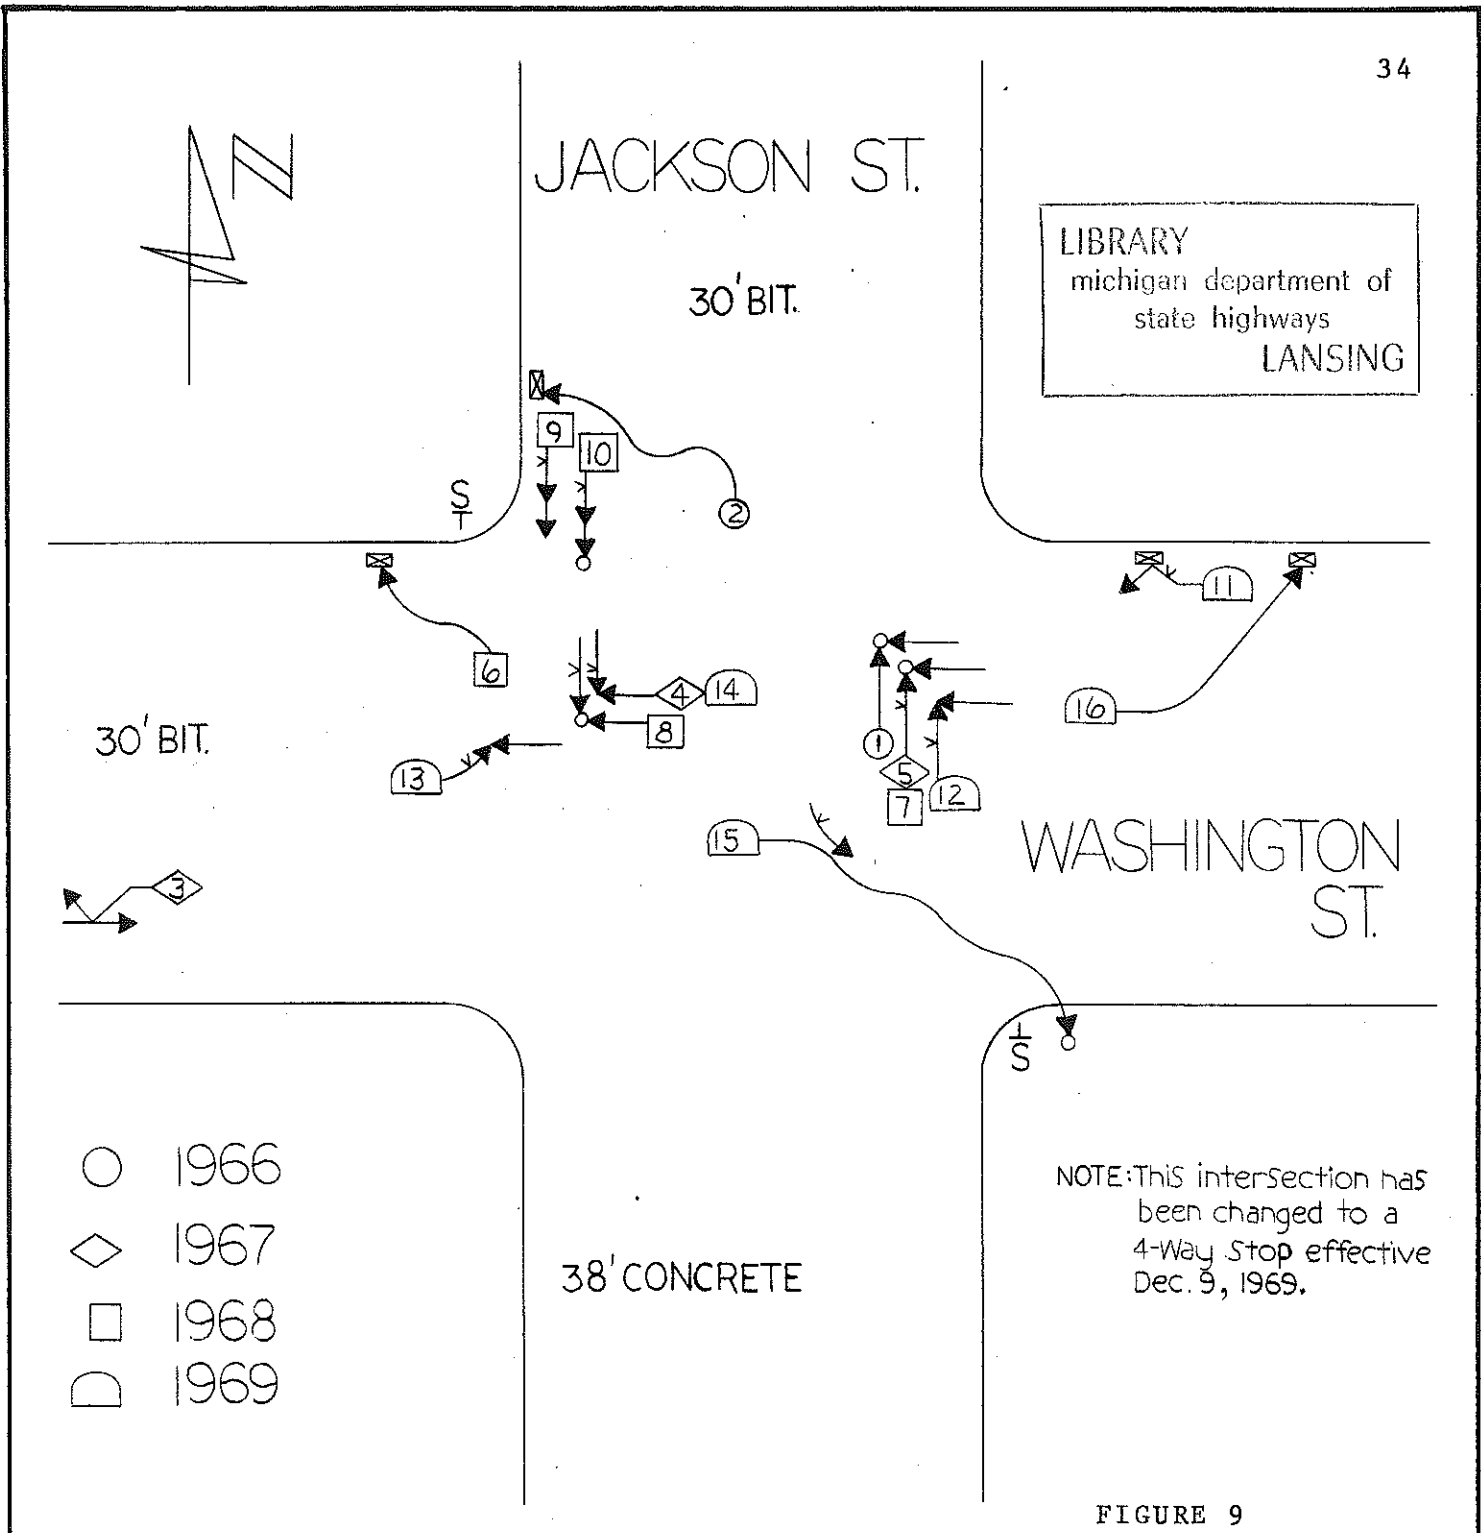 34
N
JACKSON ST.
LIBRARY
michigan department of
state highways
LANSING
30' BIT.
9
10
S
2
11
6
4
14
16
8
30' BIT.
1
13
5
12
7
15
WASHINGTON
ST.
3
S
1966
NOTE: This intersection has
been changed to a
4-Way Stop effective
Dec. 9, 1969.
1967
38' CONCRETE
1968
1969
FIGURE 9